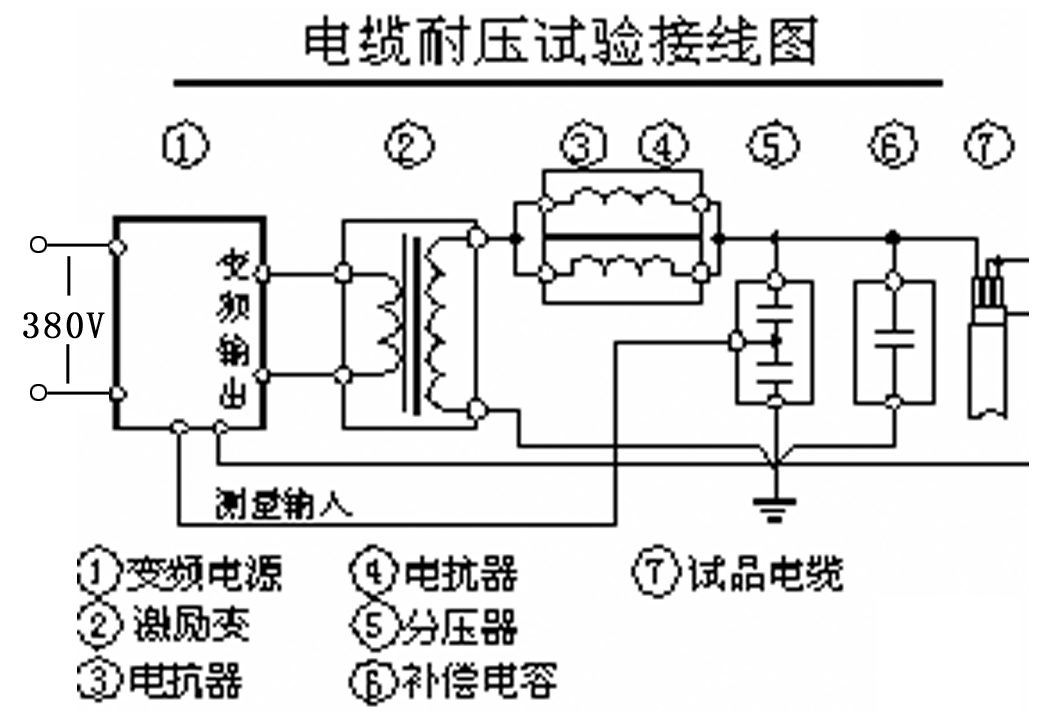 电缆耐压试验接线图
① ② ③ ④ ⑤ ⑥ ⑦
380V
变频输出
测量输入
①变频电源 ④电抗器 ⑦试品电缆
②激励变 ⑤分压器
③电抗器 ⑥补偿电容